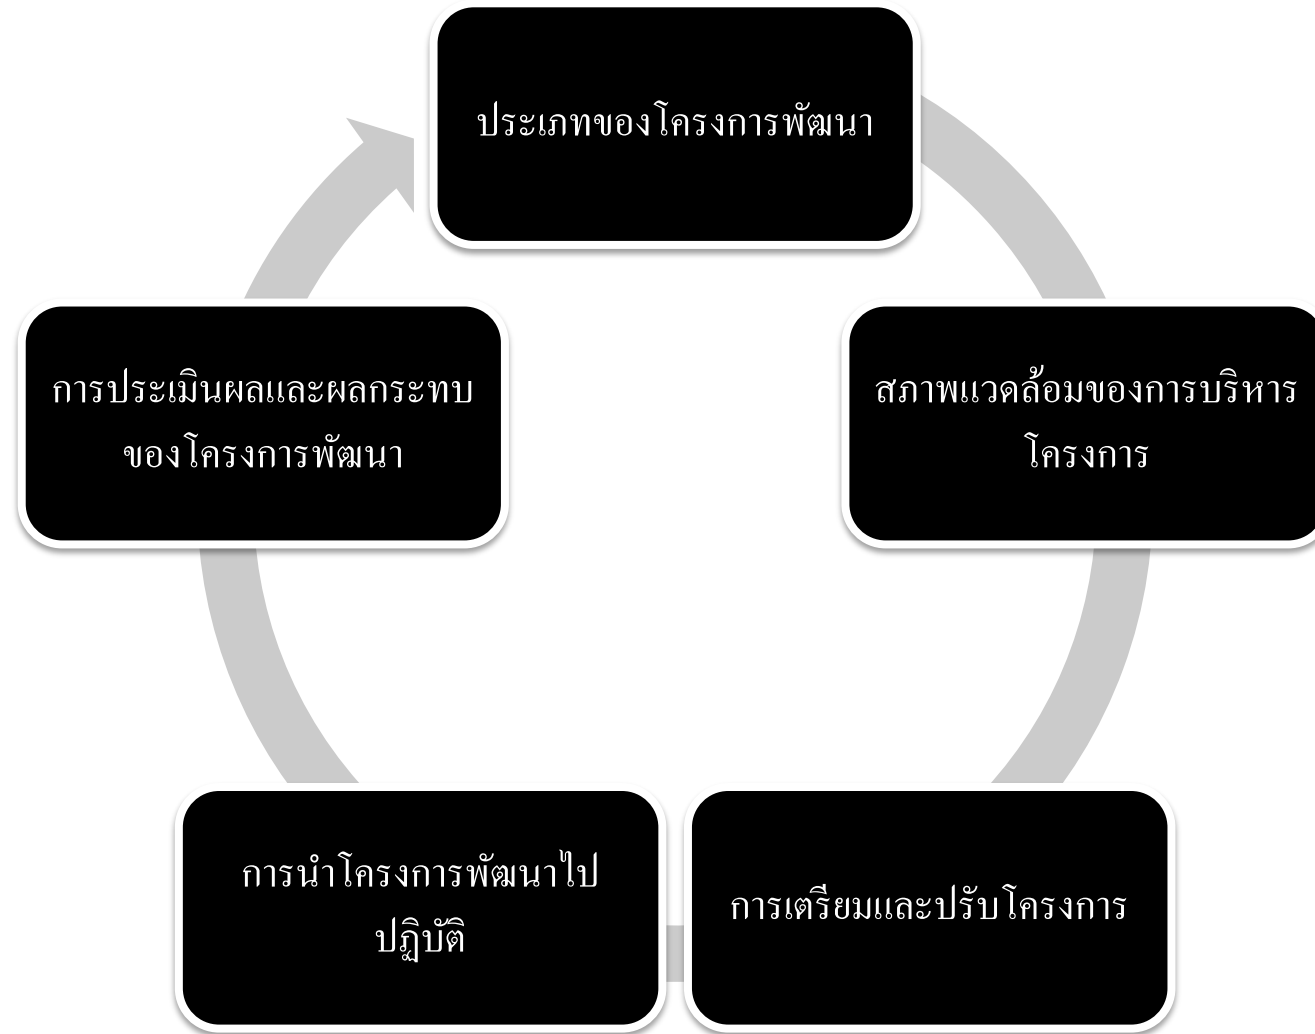 ประเภทของโครงการพัฒนา
สภาพแวดล้อมของการบริหาร
โครงการ
การเตรียมและปรับโครงการ
การนำโครงการพัฒนาไป
ปฏิบัติ
การประเมินผลและผลกระทบ
ของโครงการพัฒนา